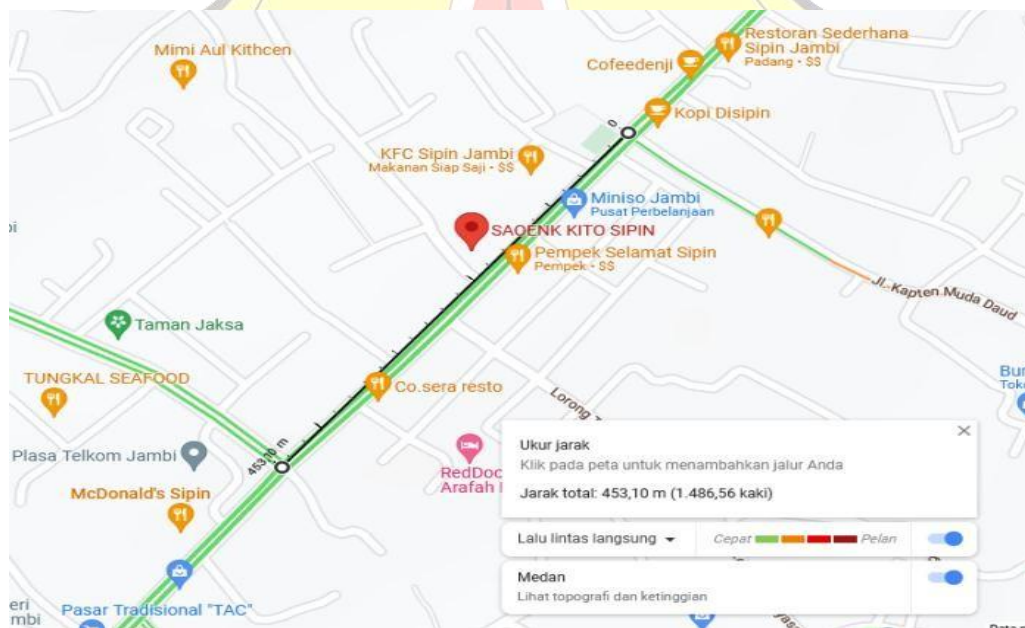 Restoran Sederhana
Sipin Jambi
Padang • $$
Mimi Aul Kithcen
Cofeedenji
Kopi Disipin
0
KFC Sipin Jambi
Makanan Siap Saji • $$
Miniso Jambi
Pusat Perbelanjaan
SAOENK KITO SIPIN
Pempek Selamat Sipin
Pempek • $$
Jl. Kapten Muda Daud
Taman Jaksa
TUNGKAL SEAFOOD
Co.sera resto
Lorong
Plasa Telkom Jambi
453,10 m
RedDoo
Arafah
McDonald's Sipin
Pasar Tradisional "TAC"
Ukur jarak
Klik pada peta untuk menambahkan jalur Anda
Jarak total: 453,10 m (1.486,56 kaki)
Lalu lintas langsung
Cepat
Pelan
Medan
Lihat topografi dan ketinggian